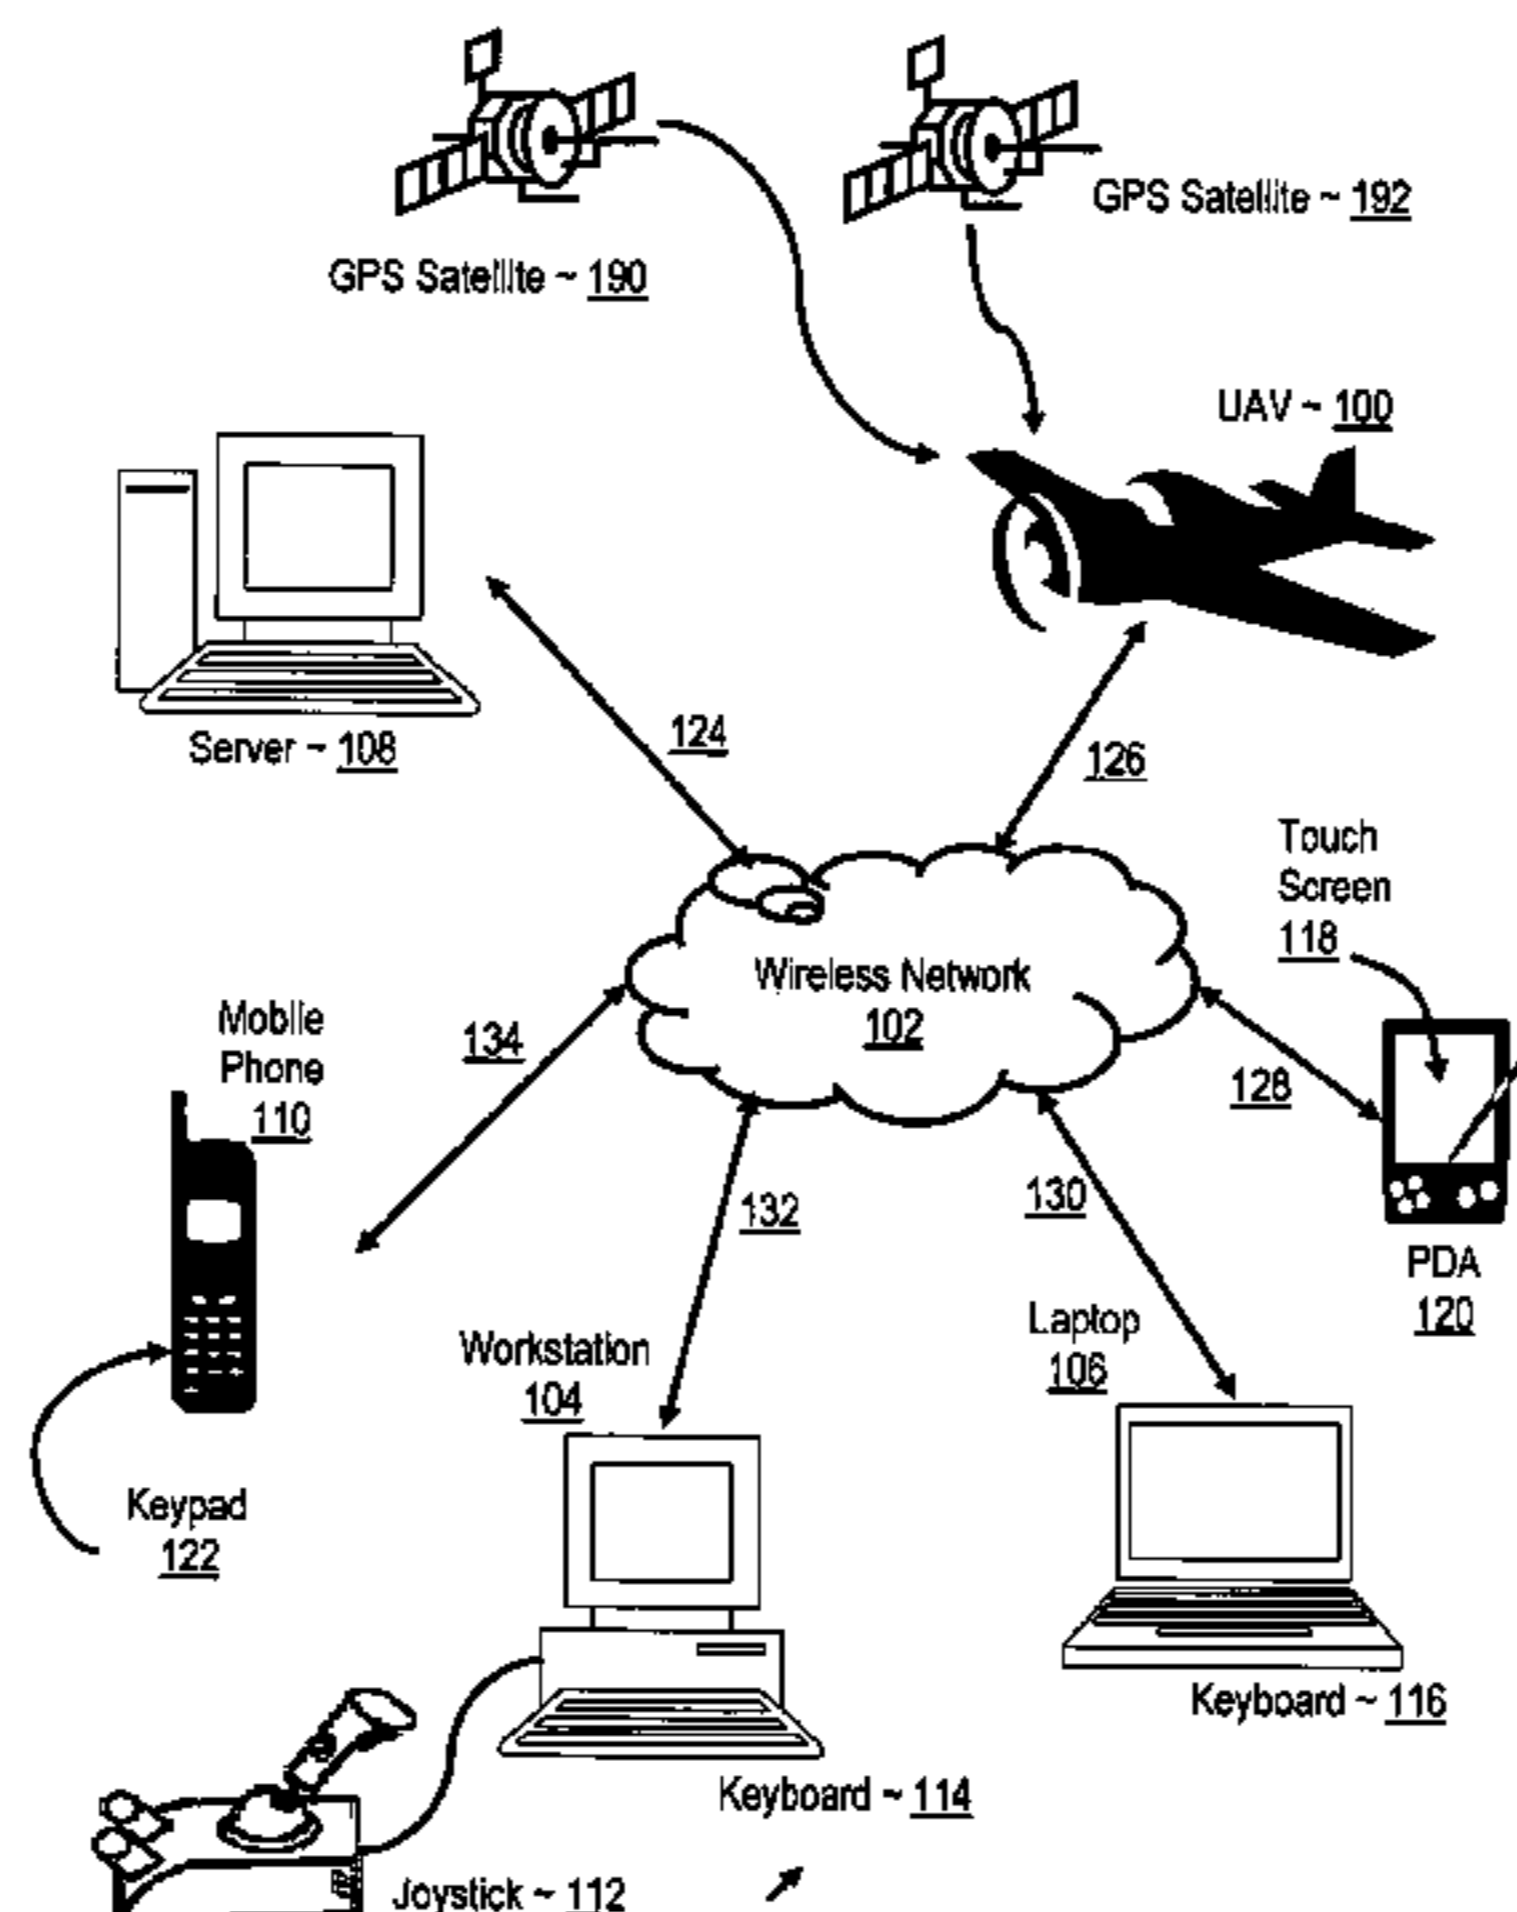 GPS Satellite ~ 192
GPS Satellite ~ 190
UAV ~ 100
Server ~ 108
124
126
Touch
Screen
118
Wireless Network
102
Mobile
Phone
110
134
128
132
130
PDA
120
Laptop
106
Workstation
104
Keypad
122
Keyboard ~ 116
Keyboard ~ 114
Joystick ~ 112